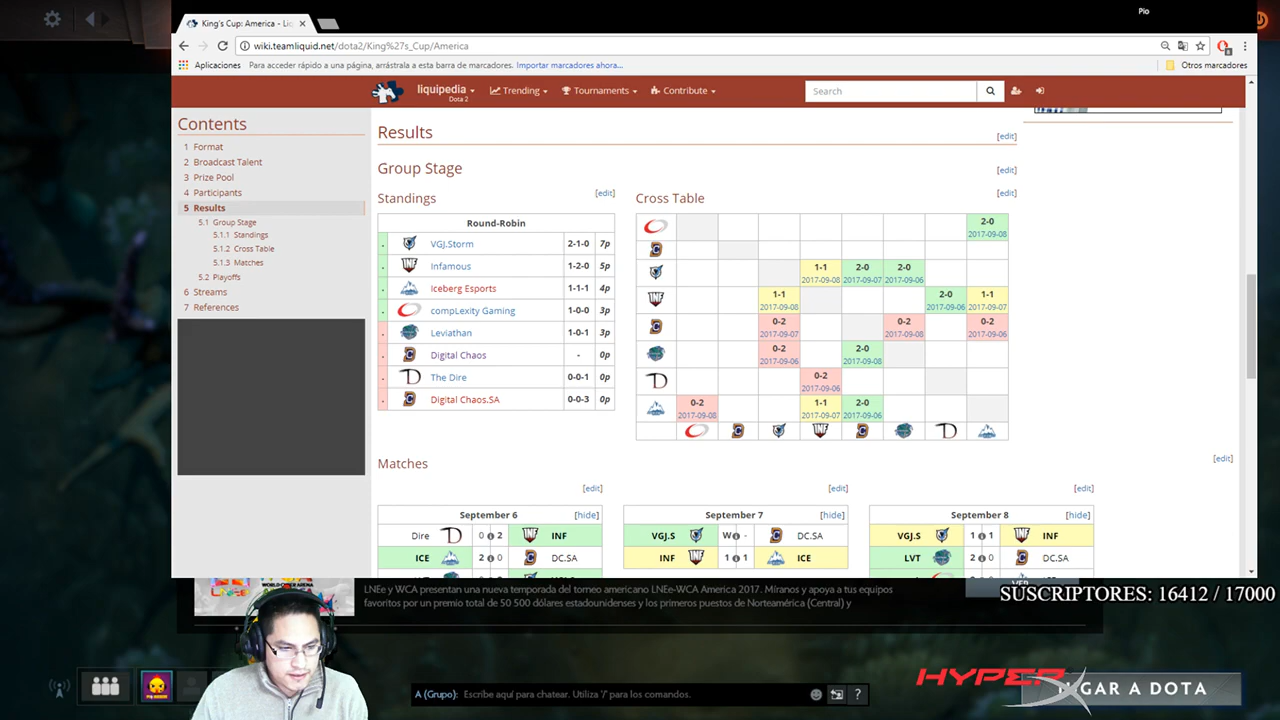 Pio
King's Cup: America - Li
wiki.teamliquid.net/dota2/King%27s_Cup/America
Aplicaciones Para acceder rápido a una página, arrástrala a esta barra de marcadores. Importar marcadores ahora... Otros marcadores
liquipedia Dota 2 Trending Tournaments Contribute Search
Contents
1 Format
2 Broadcast Talent
3 Prize Pool
4 Participants
5 Results
5.1 Group Stage
5.1.1 Standings
5.1.2 Cross Table
5.1.3 Matches
5.2 Playoffs
6 Streams
7 References
Results [edit]
Group Stage [edit]
Standings [edit]
Round-Robin
. VGJ.Storm 2-1-0 7p
. Infamous 1-2-0 5p
. Iceberg Esports 1-1-1 4p
. compLexity Gaming 1-0-0 3p
. Leviathan 1-0-1 3p
. Digital Chaos - 0p
. The Dire 0-0-1 0p
. Digital Chaos.SA 0-0-3 0p
Cross Table [edit]
2-0
2017-09-08
1-1 2-0 2-0
2017-09-08 2017-09-07 2017-09-06
1-1 2-0 1-1
2017-09-08 2017-09-06 2017-09-07
0-2 0-2 0-2
2017-09-07 2017-09-08 2017-09-06
0-2 2-0
2017-09-06 2017-09-08
0-2
2017-09-06
0-2 1-1 2-0
2017-09-08 2017-09-07 2017-09-06
Matches [edit]
[edit] [edit] [edit]
September 6 [hide]
Dire 0 2 INF
ICE 2 0 DC.SA
September 7 [hide]
VGJ.S W - DC.SA
INF 1 1 ICE
September 8 [hide]
VGJ.S 1 1 INF
LVT 2 0 DC.SA
LNEe y WCA presentan una nueva temporada del torneo americano LNEe-WCA America 2017. Míranos y apoya a tus equipos
favoritos por un premio total de 50 500 dólares estadounidenses y los primeros puestos de Norteamérica (Central) y
SUSCRIPTORES: 16412 / 17000
A (Grupo): Escribe aquí para chatear. Utiliza '/' para los comandos. ?
HYPERX
GAR A DOTA